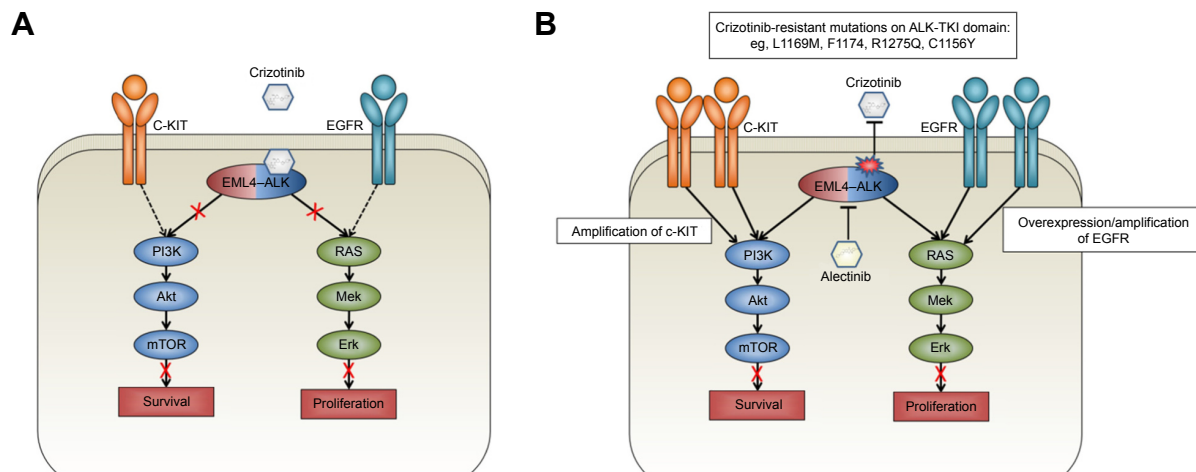 A
Crizotinib
C-KIT
EGFR
EML4–ALK
PI3K
RAS
Akt
Mek
mTOR
Erk
Survival
Proliferation
B
Crizotinib-resistant mutations on ALK-TKI domain:
eg, L1169M, F1174, R1275Q, C1156Y
Crizotinib
C-KIT
EGFR
EML4–ALK
Amplification of c-KIT
Overexpression/amplification
of EGFR
PI3K
RAS
Alectinib
Akt
Mek
mTOR
Erk
Survival
Proliferation